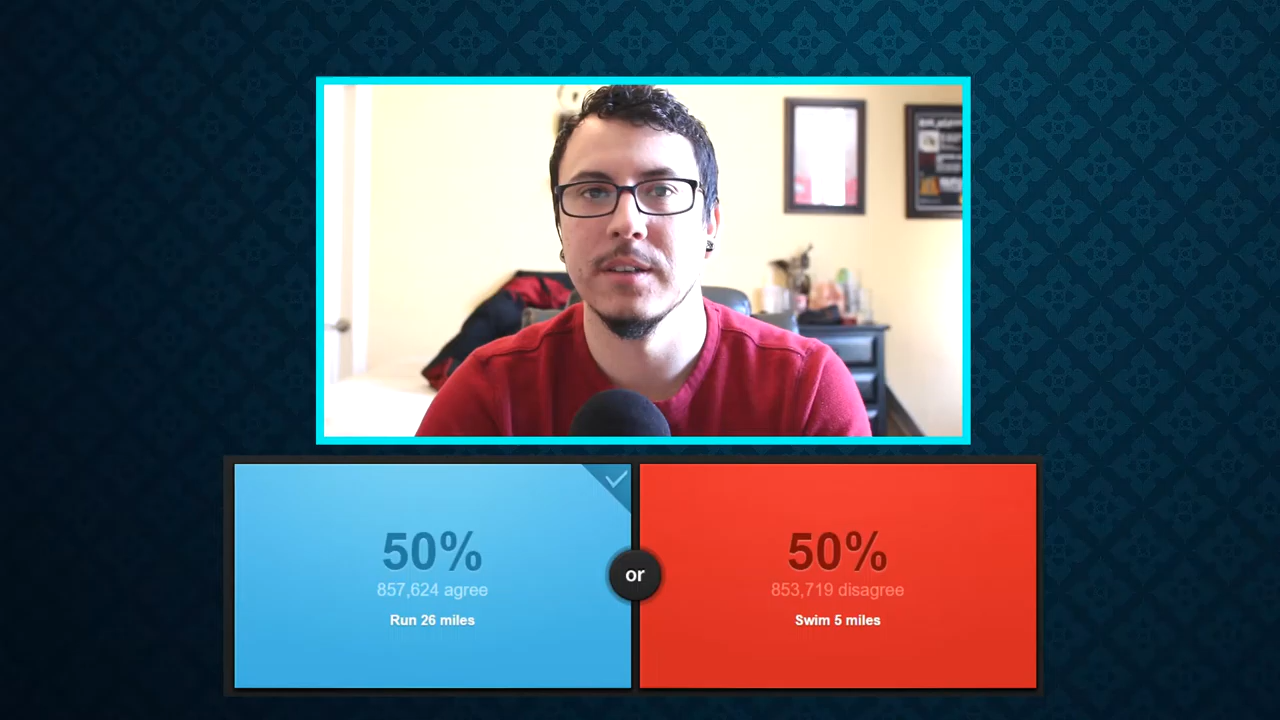 50%
857,624 agree
Run 26 miles
or
50%
853,719 disagree
Swim 5 miles